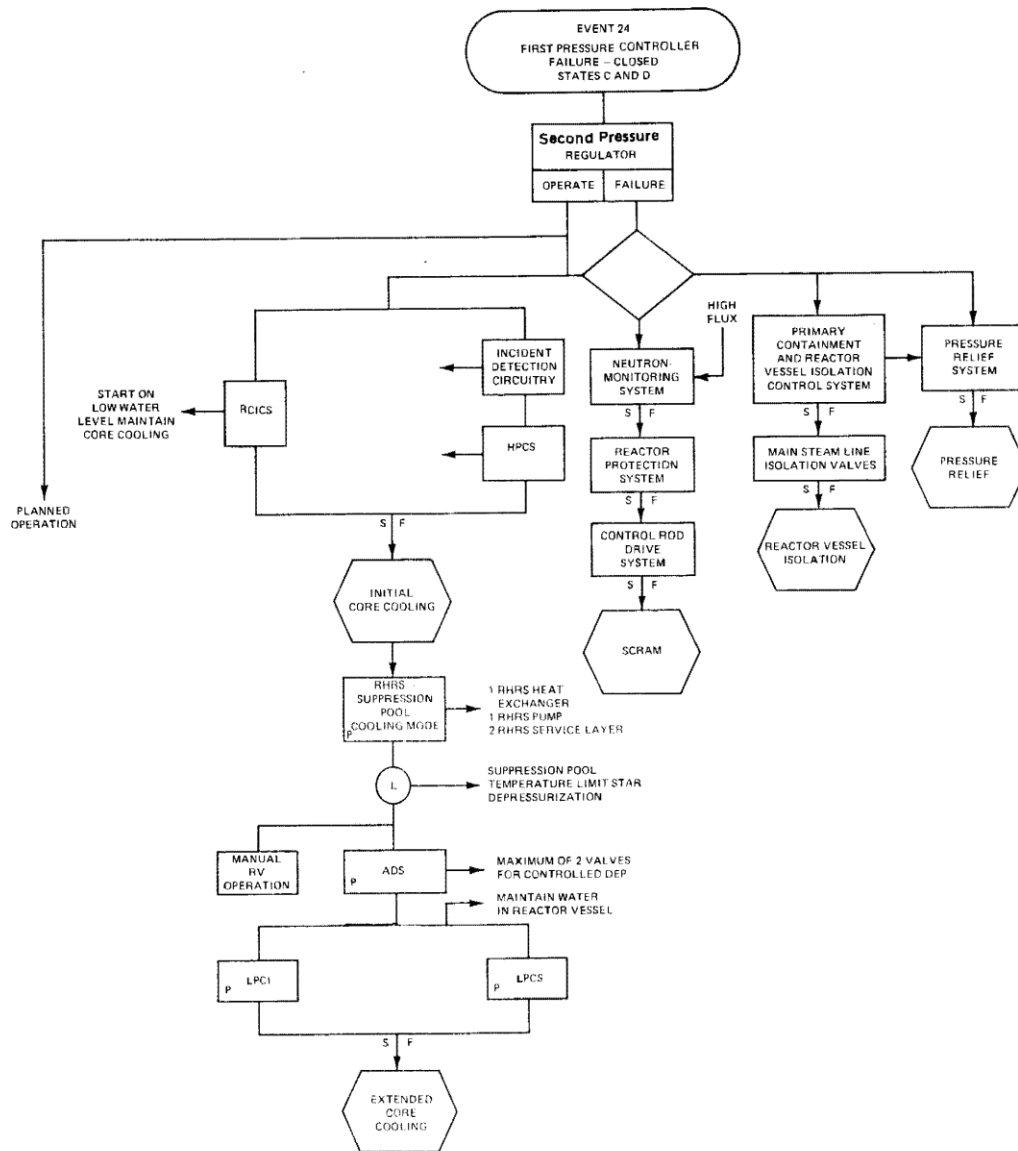 EVENT 24
FIRST PRESSURE CONTROLLER
FAILURE – CLOSED
STATES C AND D
Second Pressure
REGULATOR
OPERATE
FAILURE
HIGH
FLUX
INCIDENT
DETECTION
CIRCUITRY
NEUTRON-
MONITORING
SYSTEM
PRIMARY
CONTAINMENT
AND REACTOR
VESSEL ISOLATION
CONTROL SYSTEM
PRESSURE
RELIEF
SYSTEM
START ON
LOW WATER
LEVEL MAINTAIN
CORE COOLING
RCICS
HPCS
S F
S F
S F
REACTOR
PROTECTION
SYSTEM
MAIN STEAM LINE
ISOLATION VALVES
PRESSURE
RELIEF
PLANNED
OPERATION
S F
S F
S F
CONTROL ROD
DRIVE
SYSTEM
REACTOR VESSEL
ISOLATION
INITIAL
CORE COOLING
S F
SCRAM
RHRS
SUPPRESSION
POOL
COOLING MODE
P
1 RHRS HEAT
EXCHANGER
1 RHRS PUMP
2 RHRS SERVICE LAYER
L
SUPPRESSION POOL
TEMPERATURE LIMIT STAR
DEPRESSURIZATION
MANUAL
RV
OPERATION
ADS
P
MAXIMUM OF 2 VALVES
FOR CONTROLLED DEP
MAINTAIN WATER
IN REACTOR VESSEL
LPCI
P
LPCS
P
S F
EXTENDED
CORE
COOLING